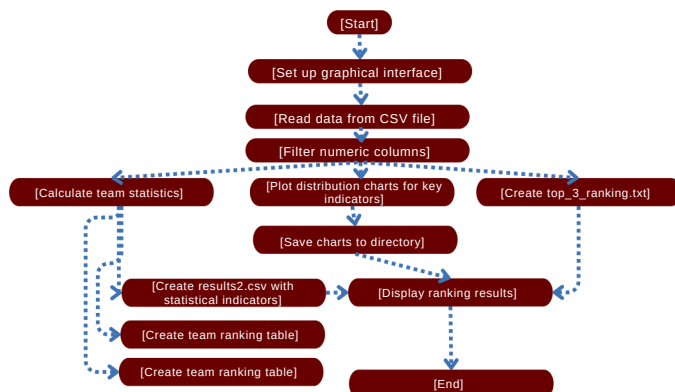 [Start]
[Set up graphical interface]
[Read data from CSV file]
[Filter numeric columns]
[Calculate team statistics]
[Plot distribution charts for key
indicators]
[Create top_3_ranking.txt]
[Save charts to directory]
[Create results2.csv with
statistical indicators]
[Display ranking results]
[Create team ranking table]
[Create team ranking table]
[End]